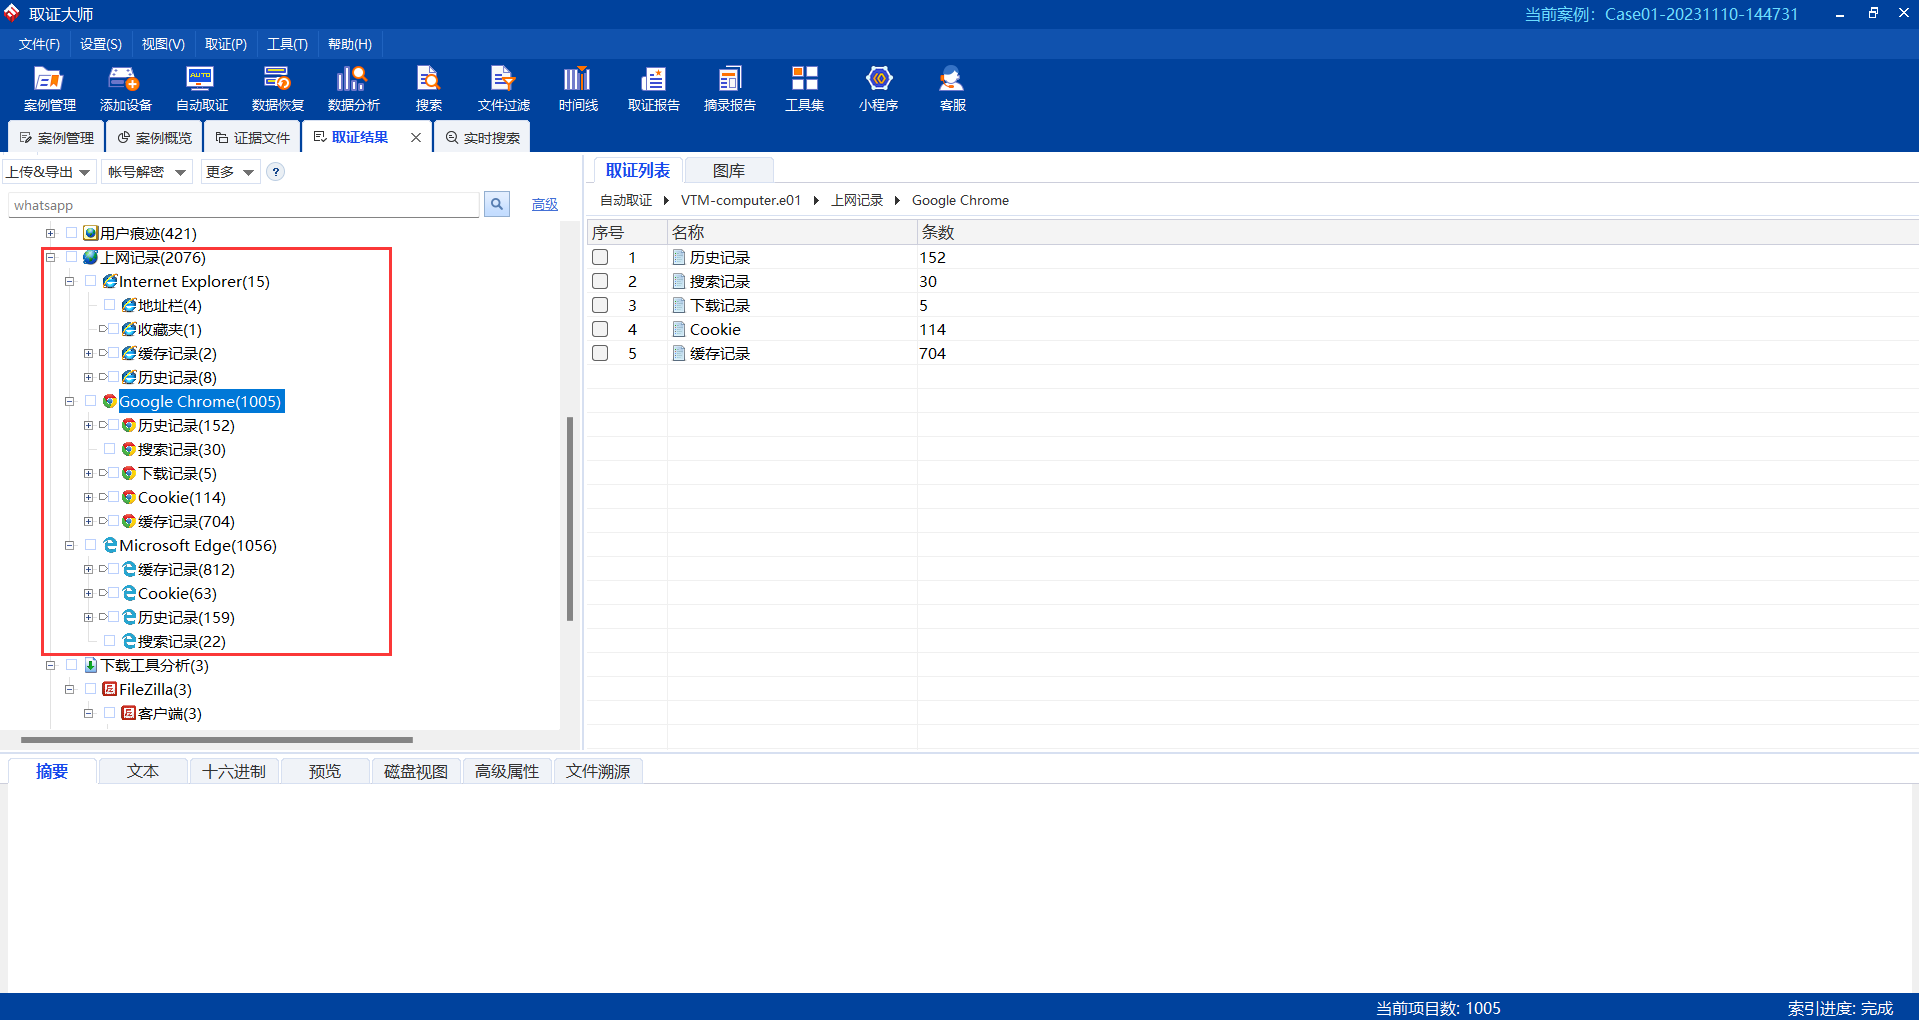 取证大师
当前案例: Case01-20231110-144731
文件(F) 设置(S) 视图(V) 取证(P) 工具(T) 帮助(H)
案例管理 添加设备 自动取证 数据恢复 数据分析 搜索 文件过滤 时间线 取证报告 摘录报告 工具集 小程序 客服
案例管理 案例概览 证据文件 取证结果 实时搜索
上传&导出 帐号解密 更多 ?
whatsapp 高级
用户痕迹(421)
上网记录(2076)
Internet Explorer(15)
地址栏(4)
收藏夹(1)
缓存记录(2)
历史记录(8)
Google Chrome(1005)
历史记录(152)
搜索记录(30)
下载记录(5)
Cookie(114)
缓存记录(704)
Microsoft Edge(1056)
缓存记录(812)
Cookie(63)
历史记录(159)
搜索记录(22)
下载工具分析(3)
FileZilla(3)
客户端(3)
取证列表 图库
自动取证 VTM-computer.e01 上网记录 Google Chrome
序号 名称 条数
1 历史记录 152
2 搜索记录 30
3 下载记录 5
4 Cookie 114
5 缓存记录 704
摘要 文本 十六进制 预览 磁盘视图 高级属性 文件溯源
当前项目数: 1005 索引进度: 完成